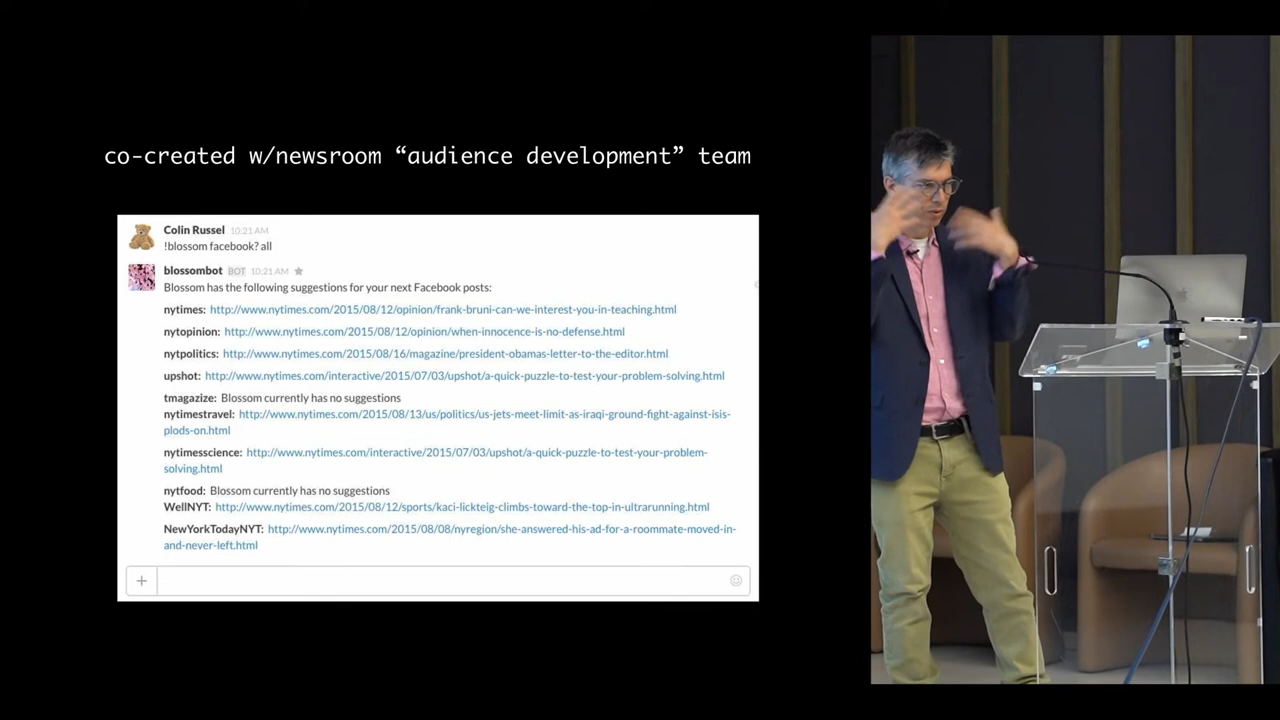 co-created w/newsroom “audience development” team
Colin Russel 10:21 AM
!blossom facebook? all
blossombot BOT 10:21 AM
Blossom has the following suggestions for your next Facebook posts:
nytimes: http://www.nytimes.com/2015/08/12/opinion/frank-bruni-can-we-interest-you-in-teaching.html
nytopinion: http://www.nytimes.com/2015/08/12/opinion/when-innocence-is-no-defense.html
nytpolitics: http://www.nytimes.com/2015/08/16/magazine/president-obamas-letter-to-the-editor.html
upshot: http://www.nytimes.com/interactive/2015/07/03/upshot/a-quick-puzzle-to-test-your-problem-solving.html
tmagazize: Blossom currently has no suggestions
nytimestravel: http://www.nytimes.com/2015/08/13/us/politics/us-jets-meet-limit-as-iraqi-ground-fight-against-isis-
plods-on.html
nytimesscience: http://www.nytimes.com/interactive/2015/07/03/upshot/a-quick-puzzle-to-test-your-problem-
solving.html
nytfood: Blossom currently has no suggestions
WellNYT: http://www.nytimes.com/2015/08/12/sports/kaci-lickteig-climbs-toward-the-top-in-ultrarunning.html
NewYorkTodayNYT: http://www.nytimes.com/2015/08/08/nyregion/she-answered-his-ad-for-a-roommate-moved-in-
and-never-left.html